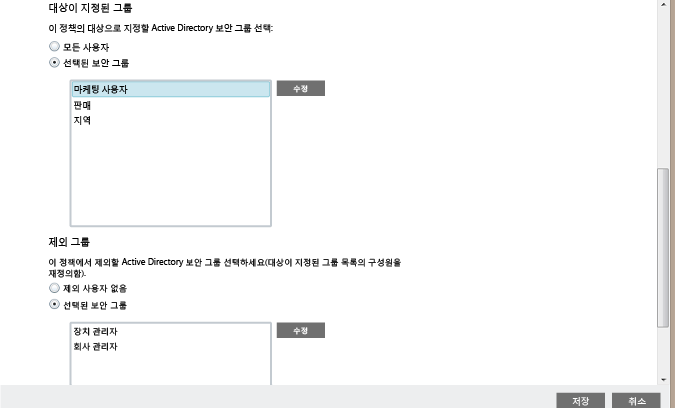 대상이 지정된 그룹
이 정책의 대상으로 지정할 Active Directory 보안 그룹 선택:
모든 사용자
선택된 보안 그룹
마케팅 사용자
수정
판매
지역
제외 그룹
이 정책에서 제외할 Active Directory 보안 그룹 선택하세요(대상이 지정된 그룹 목록의 구성원을
재정의함).
제외 사용자 없음
선택된 보안 그룹
장치 관리자
수정
회사 관리자
저장
취소